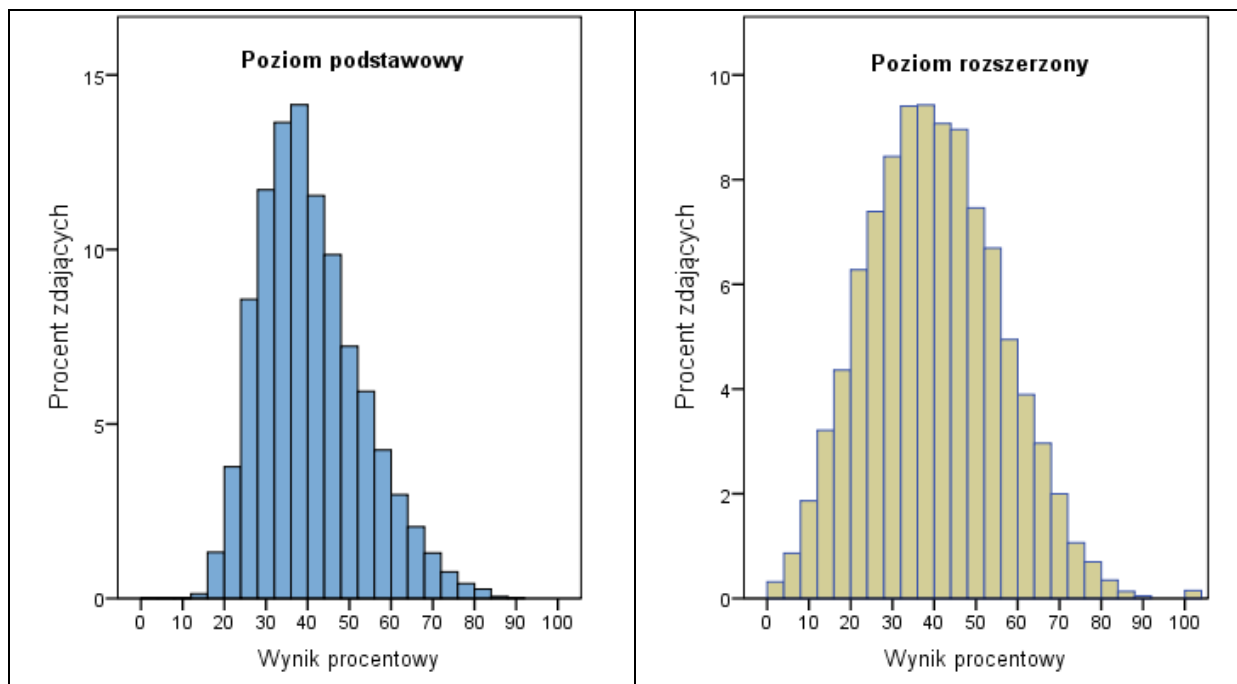 Poziom podstawowy
15
10
5
0
Procent zdających
0 10 20 30 40 50 60 70 80 90 100
Wynik procentowy
Poziom rozszerzony
10
8
6
4
2
0
Procent zdających
0 10 20 30 40 50 60 70 80 90 100
Wynik procentowy